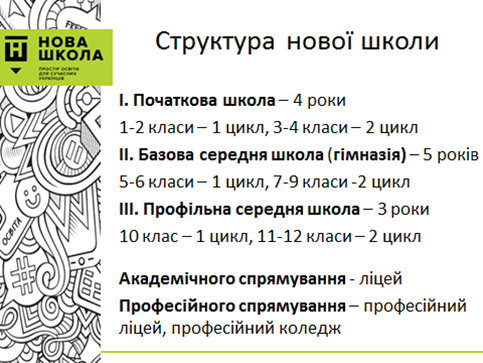 НОВА
ШКОЛА
ПРОСТІР ОСВІТИ
ДЛЯ СУЧАСНИХ
УКРАЇНЦІВ
ОСВІТА
Структура нової школи
І. Початкова школа – 4 роки
1-2 класи – 1 цикл, 3-4 класи – 2 цикл
ІІ. Базова середня школа (гімназія) – 5 років
5-6 класи – 1 цикл, 7-9 класи -2 цикл
ІІІ. Профільна середня школа – 3 роки
10 клас – 1 цикл, 11-12 класи – 2 цикл
Академічного спрямування - ліцей
Професійного спрямування – професійний
ліцей, професійний коледж